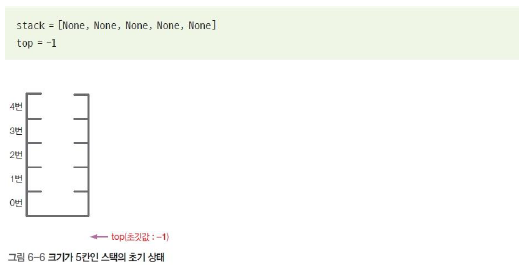 stack = [None, None, None, None, None]
top = -1
4번
3번
2번
1번
0번
top(초깃값 : -1)
그림 6-6 크기가 5칸인 스택의 초기 상태